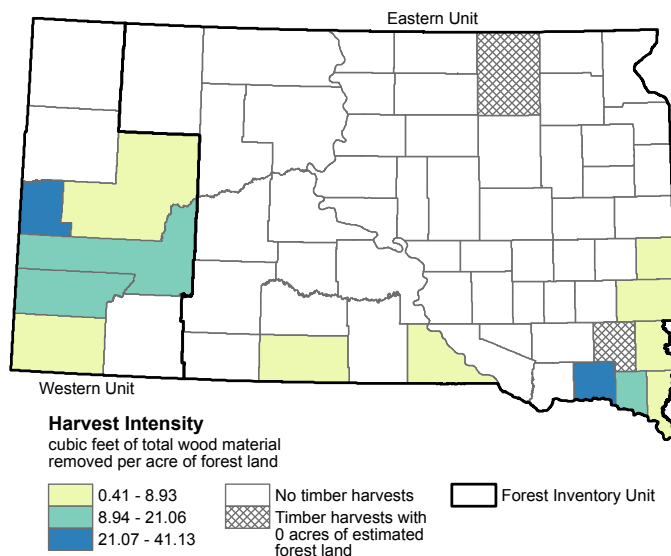 Eastern Unit
Western Unit
Harvest Intensity
cubic feet of total wood material
removed per acre of forest land
0.41 - 8.93
8.94 - 21.06
21.07 - 41.13
No timber harvests
Timber harvests with
0 acres of estimated
forest land
Forest Inventory Unit